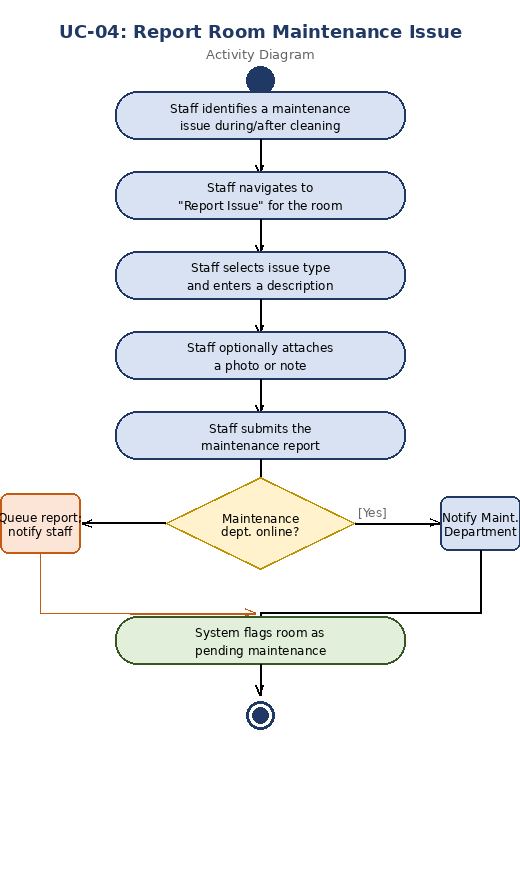 UC-04: Report Room Maintenance Issue
Activity Diagram
Staff identifies a maintenance
issue during/after cleaning
Staff navigates to
"Report Issue" for the room
Staff selects issue type
and enters a description
Staff optionally attaches
a photo or note
Staff submits the
maintenance report
Maintenance
dept. online?
[Yes]
Queue report;
notify staff
Notify Maint.
Department
System flags room as
pending maintenance